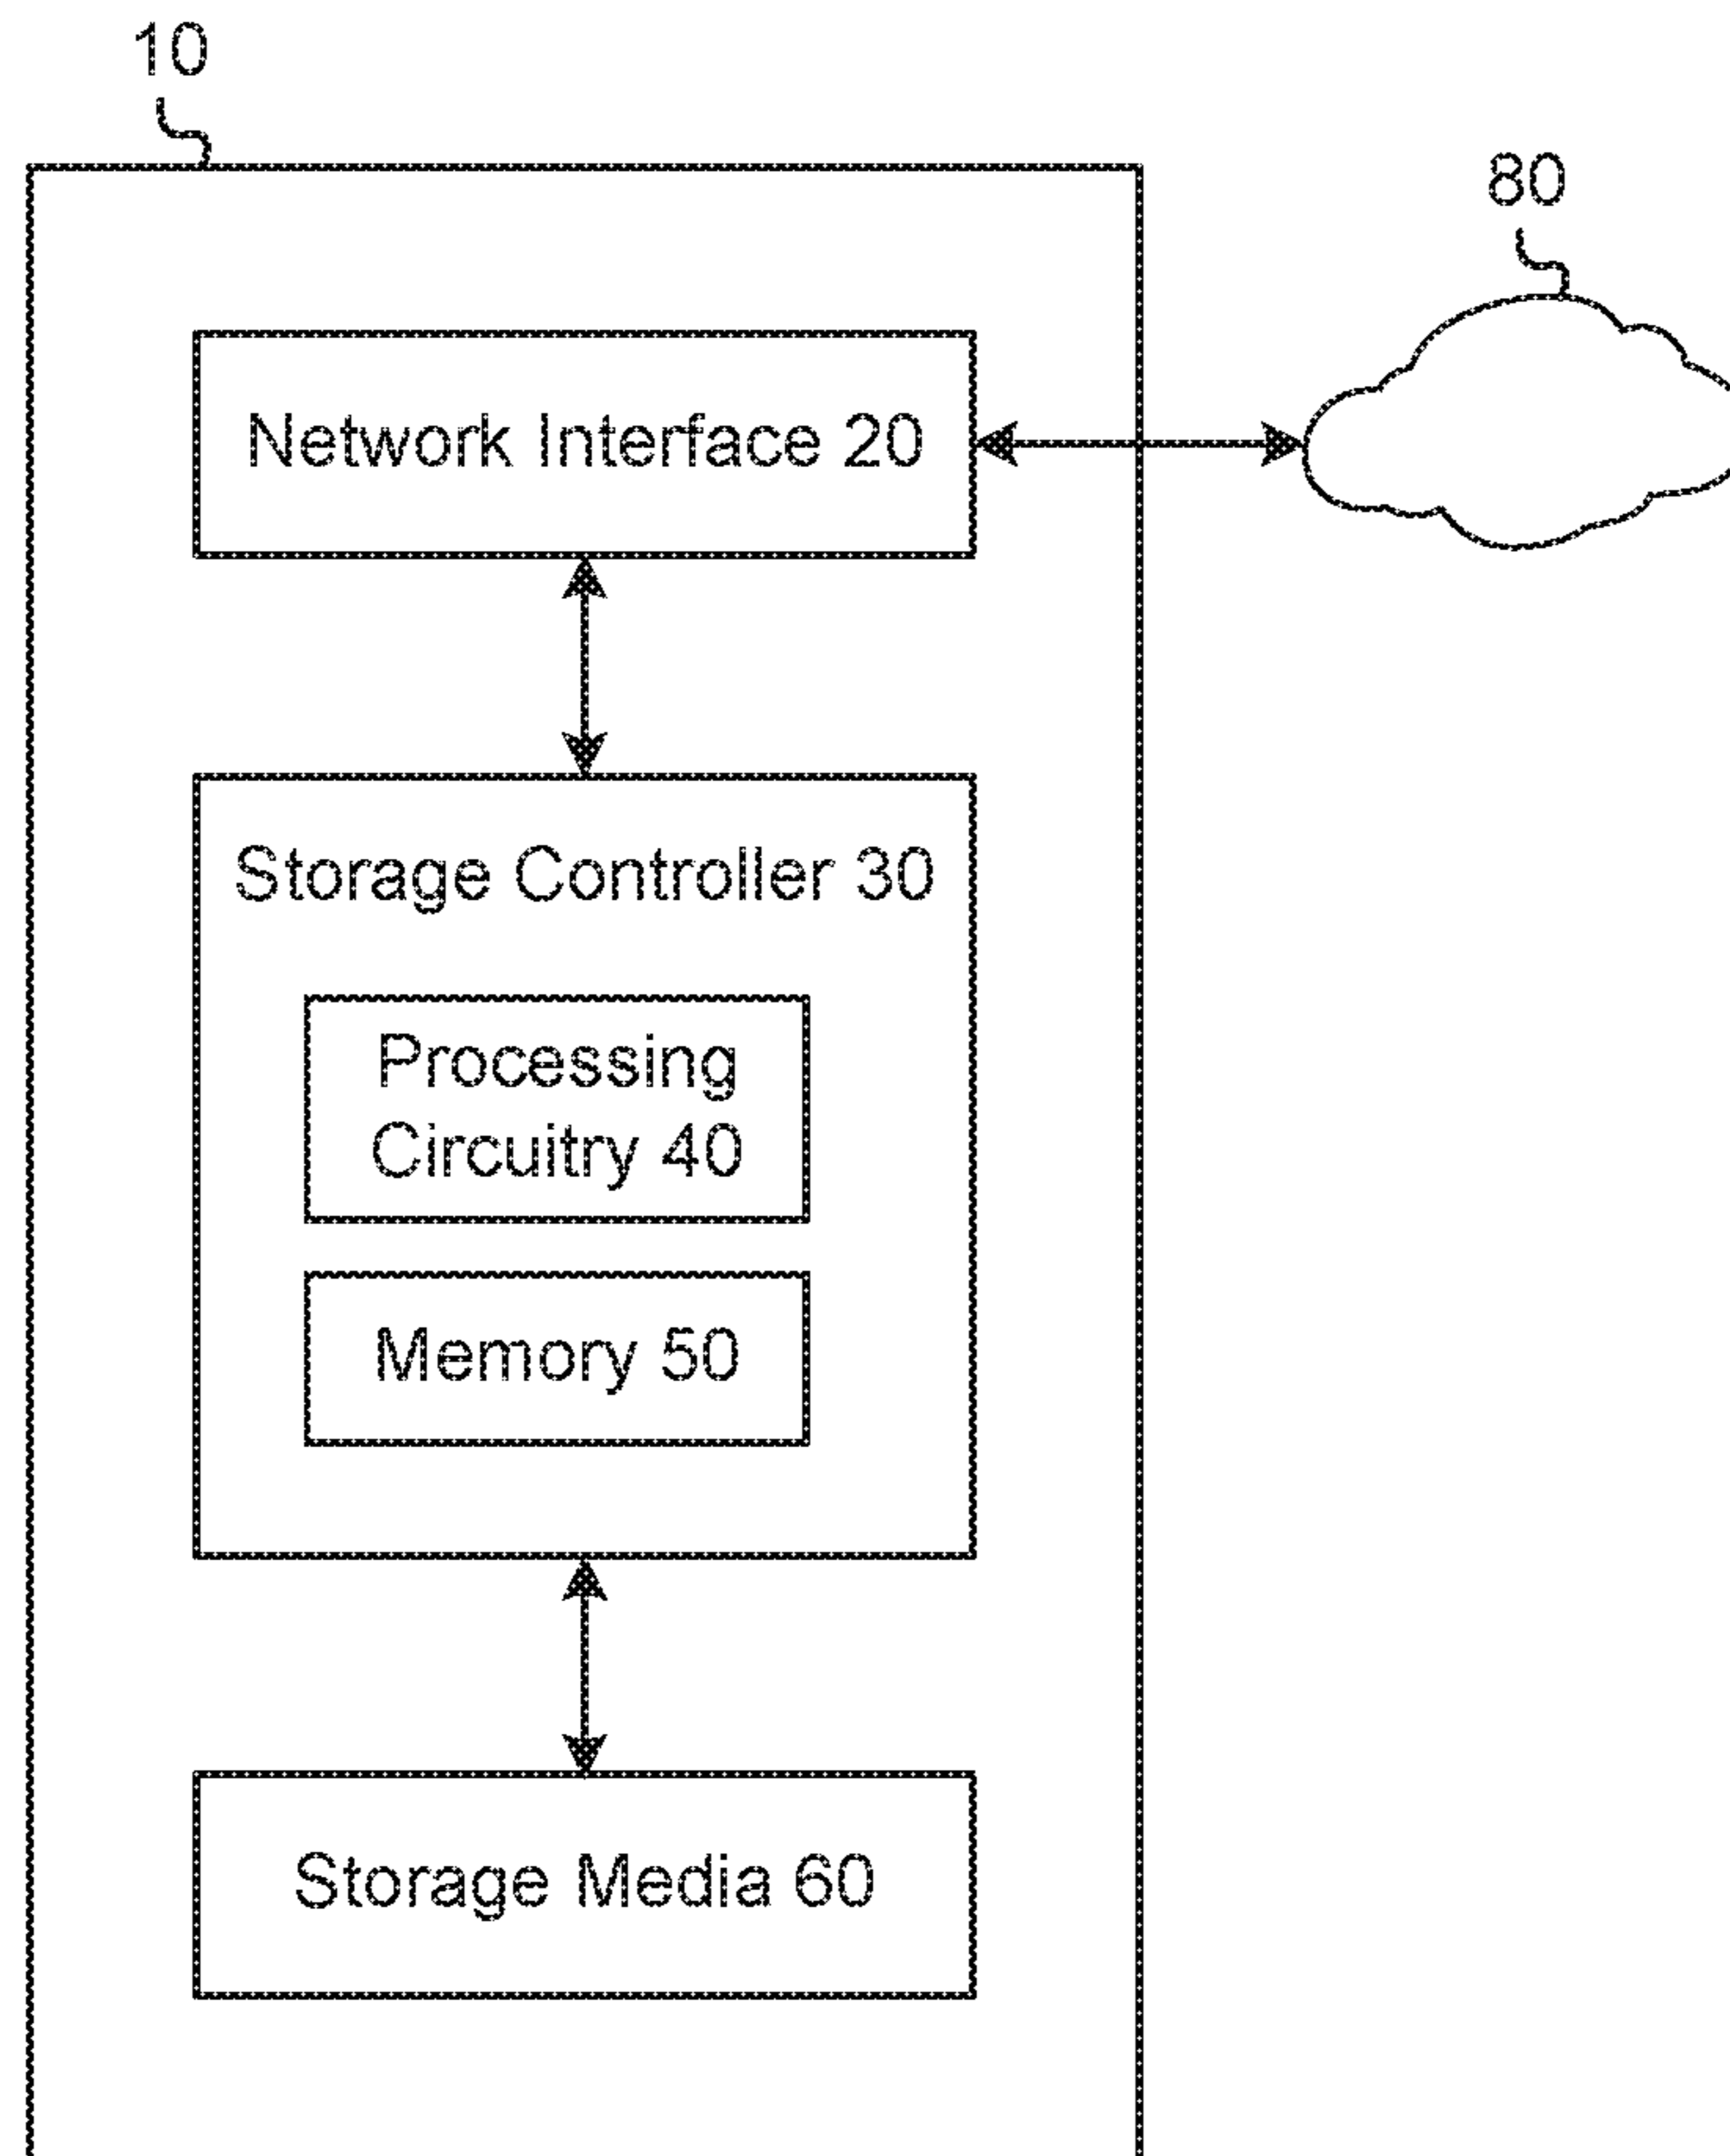 10
80
Network Interface 20
Storage Controller 30
Processing
Circuitry 40
Memory 50
Storage Media 60